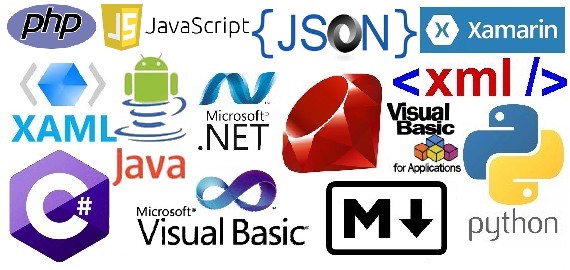 php
JS JavaScript
{JSON}
Xamarin
XAML
Java
Microsoft®
.NET
<xml />
Visual
Basic
for Applications
C#
Microsoft®
Visual Basic®
M
python